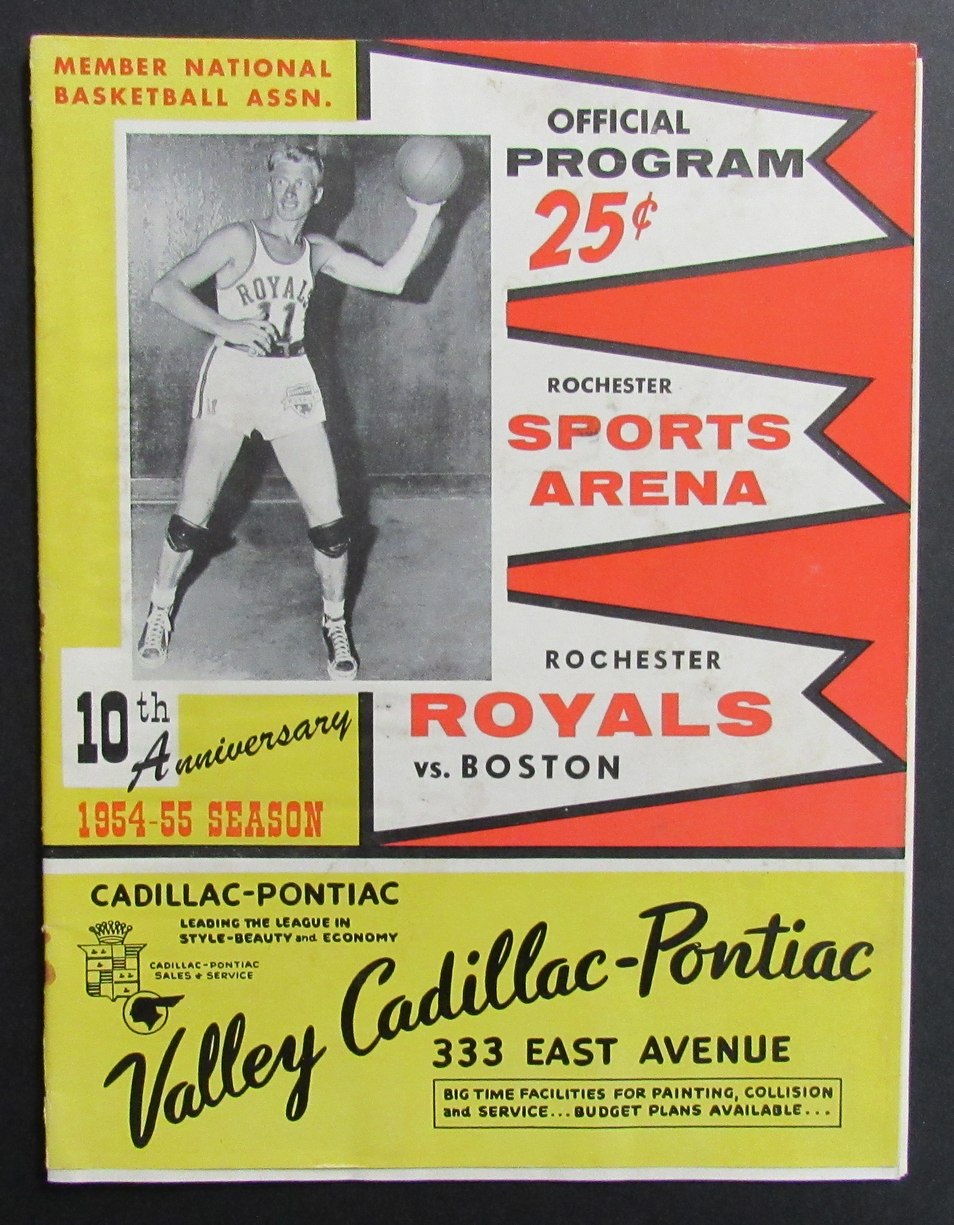 MEMBER NATIONAL
BASKETBALL ASSN.
OFFICIAL
PROGRAM
25¢
ROYALS
11
ROCHESTER
SPORTS
ARENA
ROCHESTER
ROYALS
vs. BOSTON
10th
Anniversary
1954-55 SEASON
CADILLAC-PONTIAC
LEADING THE LEAGUE IN
STYLE-BEAUTY and ECONOMY
CADILLAC-PONTIAC
SALES + SERVICE
Valley Cadillac-Pontiac
333 EAST AVENUE
BIG TIME FACILITIES FOR PAINTING, COLLISION
and SERVICE... BUDGET PLANS AVAILABLE...